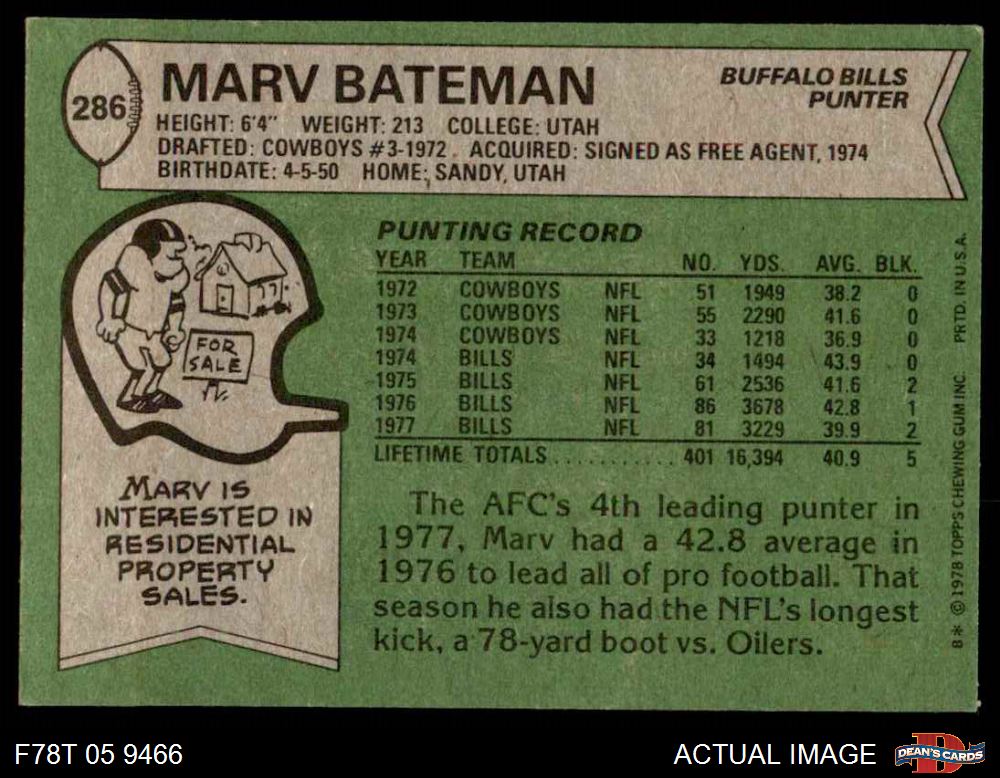 286
MARV BATEMAN
BUFFALO BILLS
PUNTER
HEIGHT: 6'4" WEIGHT: 213 COLLEGE: UTAH
DRAFTED: COWBOYS #3-1972. ACQUIRED: SIGNED AS FREE AGENT, 1974
BIRTHDATE: 4-5-50 HOME: SANDY, UTAH
FOR
SALE
MARV IS
INTERESTED IN
RESIDENTIAL
PROPERTY
SALES.
PUNTING RECORD
YEAR TEAM NO. YDS. AVG. BLK.
1972 COWBOYS NFL 51 1949 38.2 0
1973 COWBOYS NFL 55 2290 41.6 0
1974 COWBOYS NFL 33 1218 36.9 0
1974 BILLS NFL 34 1494 43.9 0
1975 BILLS NFL 61 2536 41.6 2
1976 BILLS NFL 86 3678 42.8 1
1977 BILLS NFL 81 3229 39.9 2
LIFETIME TOTALS............ 401 16,394 40.9 5
The AFC's 4th leading punter in
1977, Marv had a 42.8 average in
1976 to lead all of pro football. That
season he also had the NFL's longest
kick, a 78-yard boot vs. Oilers.
8* © 1978 TOPPS CHEWING GUM INC. PRTD. IN U.S.A.
F78T 05 9466
ACTUAL IMAGE
D
DEAN'S CARDS